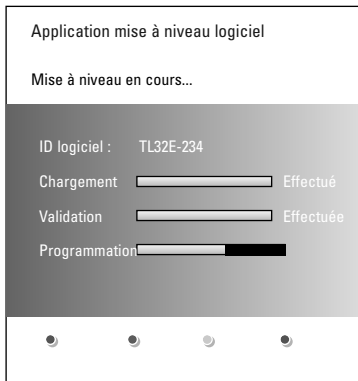 Application mise à niveau logiciel
Mise à niveau en cours...
ID logiciel : TL32E-234
Chargement Effectué
Validation Effectuée
Programmation